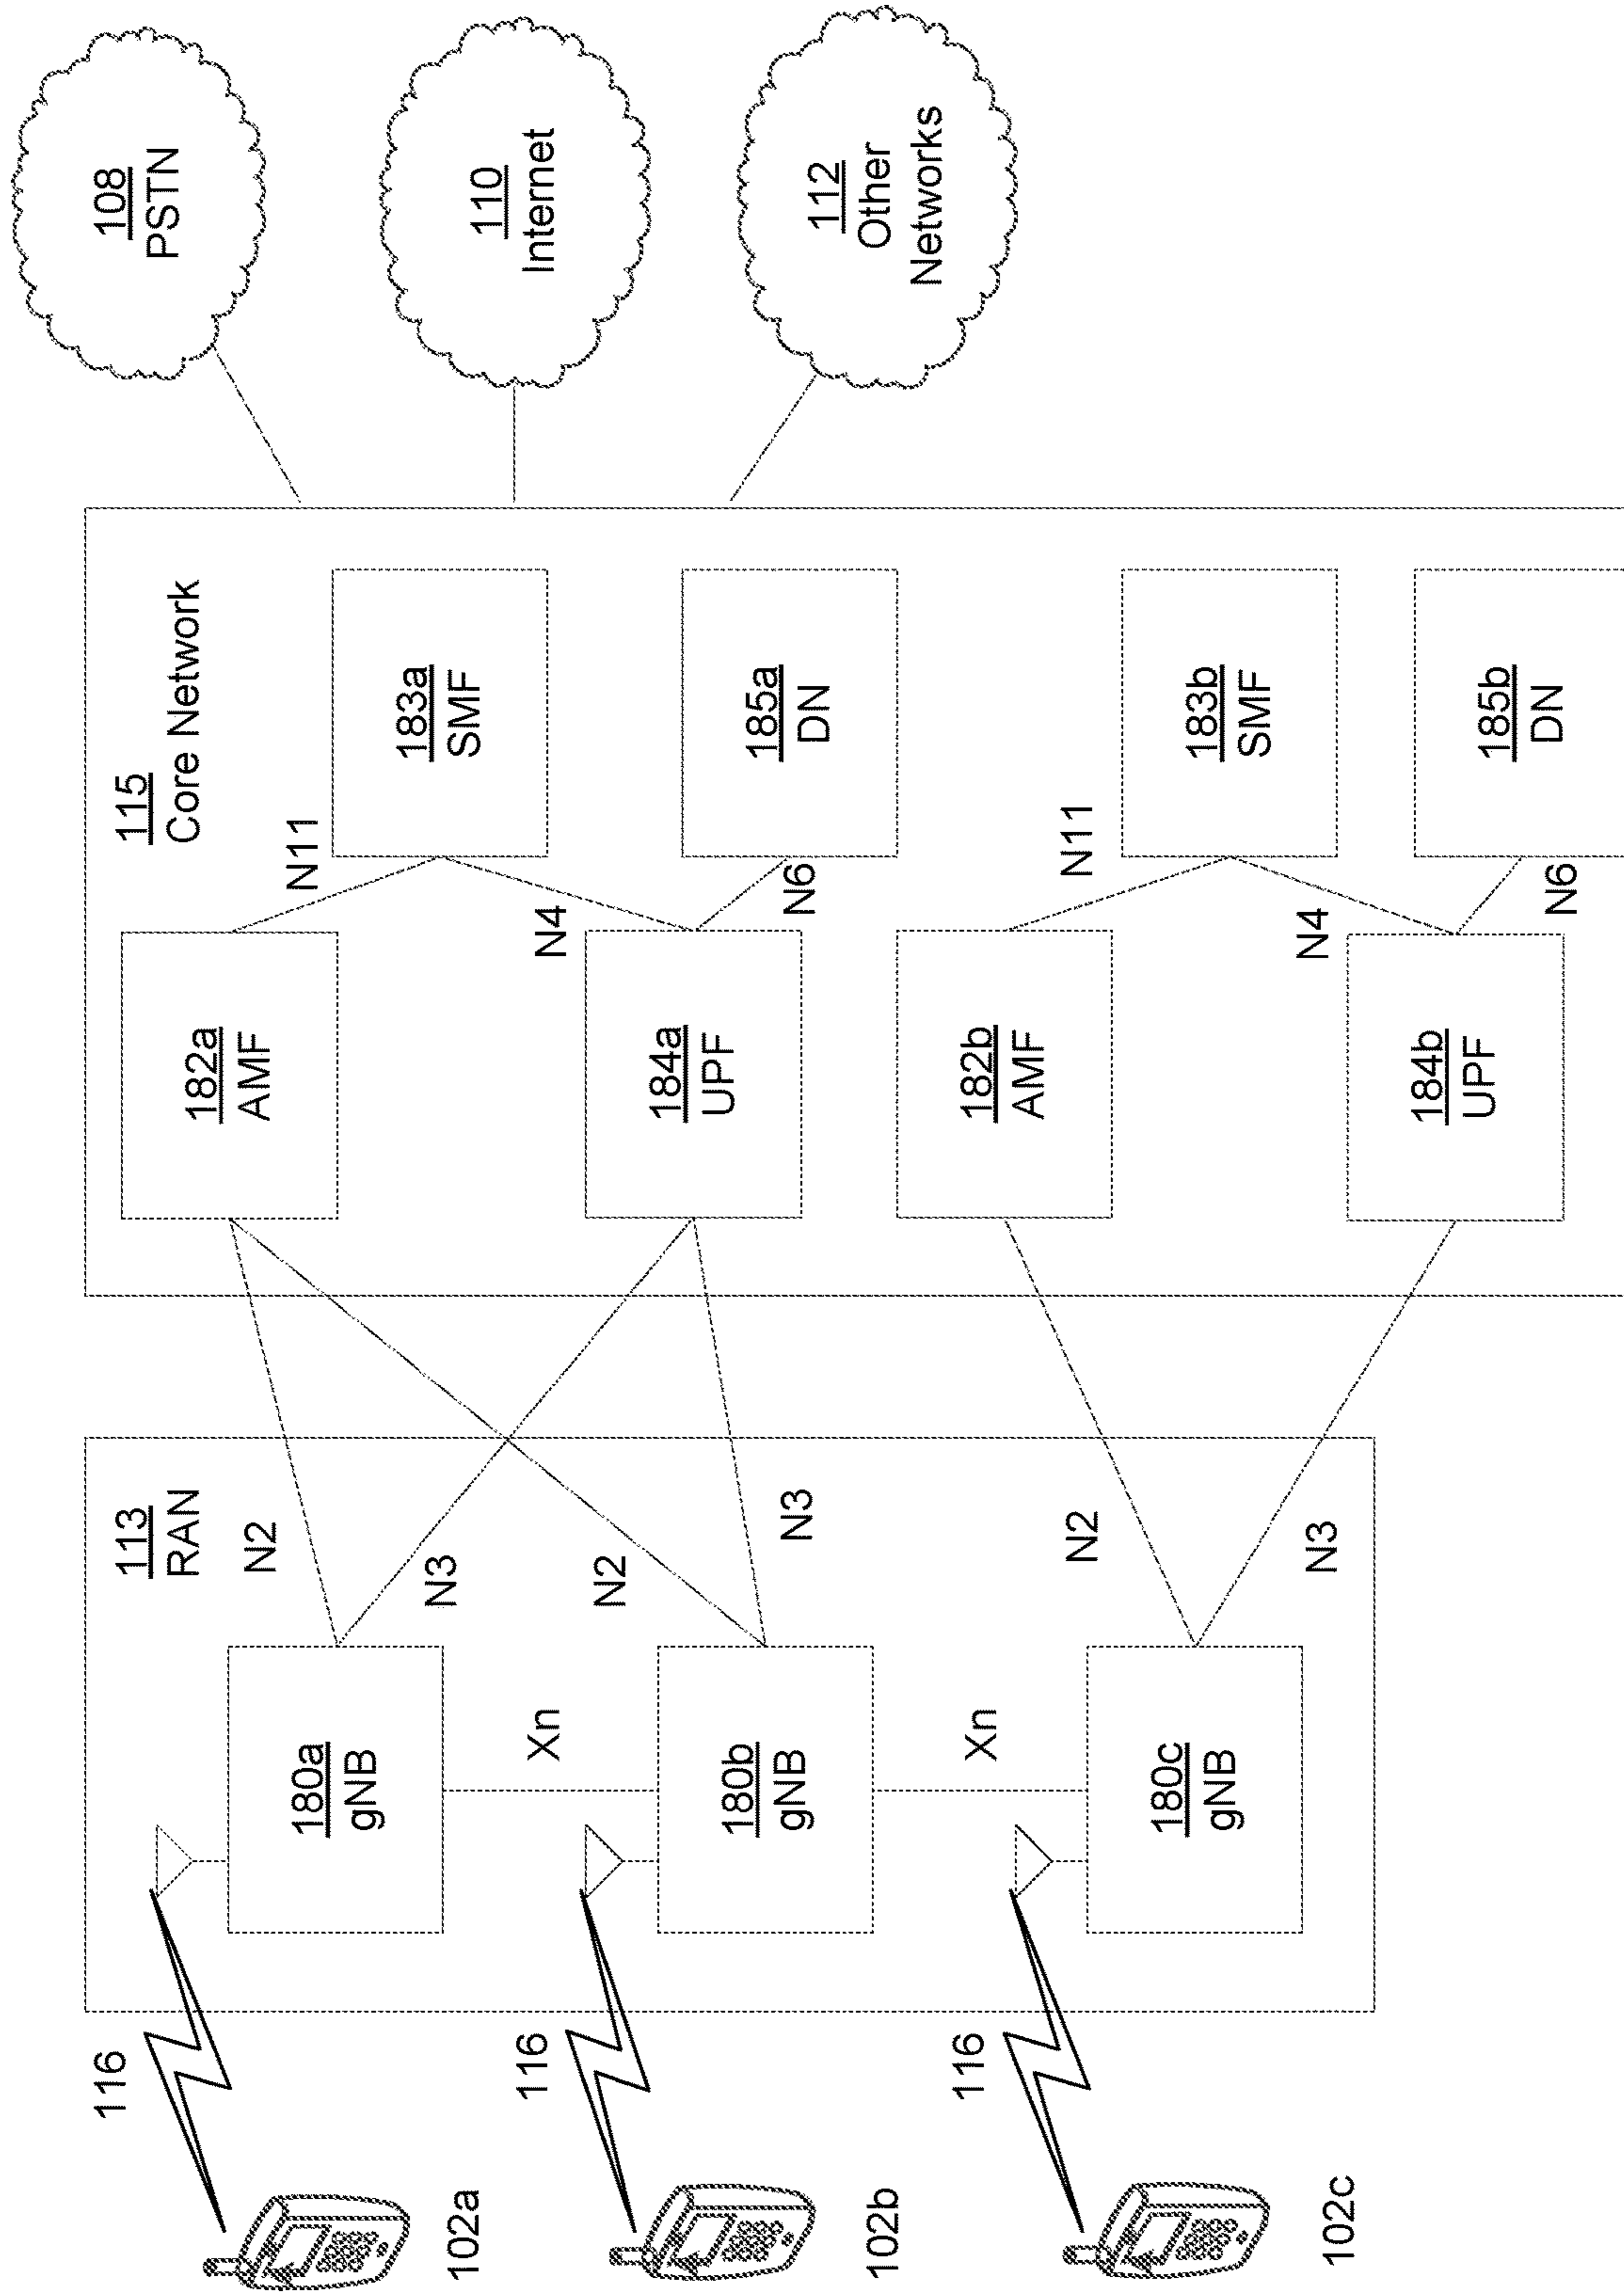 102a
116
102b
116
102c
116
113
RAN
180a
gNB
Xn
180b
gNB
Xn
180c
gNB
N2
N3
N2
N3
N2
N3
115
Core Network
182a
AMF
184a
UPF
182b
AMF
184b
UPF
N11
N4
N6
N11
N4
N6
183a
SMF
185a
DN
183b
SMF
185b
DN
108
PSTN
110
Internet
112
Other
Networks